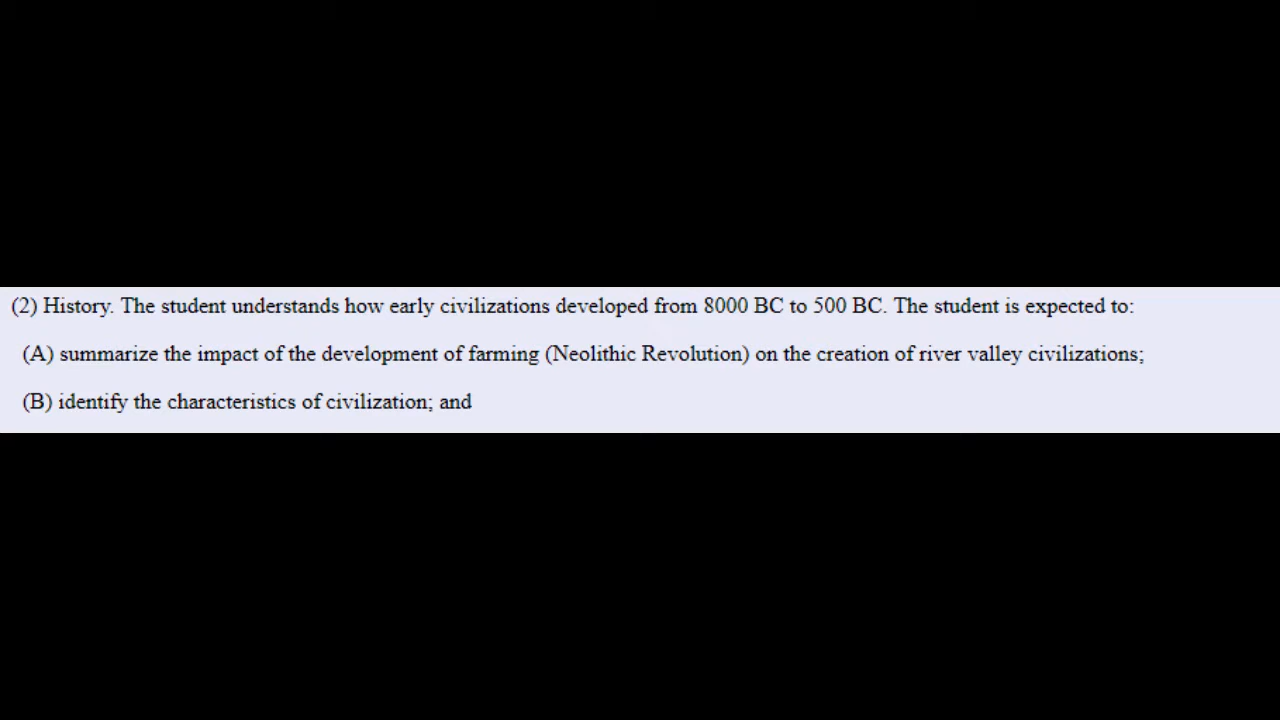 (2) History. The student understands how early civilizations developed from 8000 BC to 500 BC. The student is expected to:
(A) summarize the impact of the development of farming (Neolithic Revolution) on the creation of river valley civilizations;
(B) identify the characteristics of civilization; and